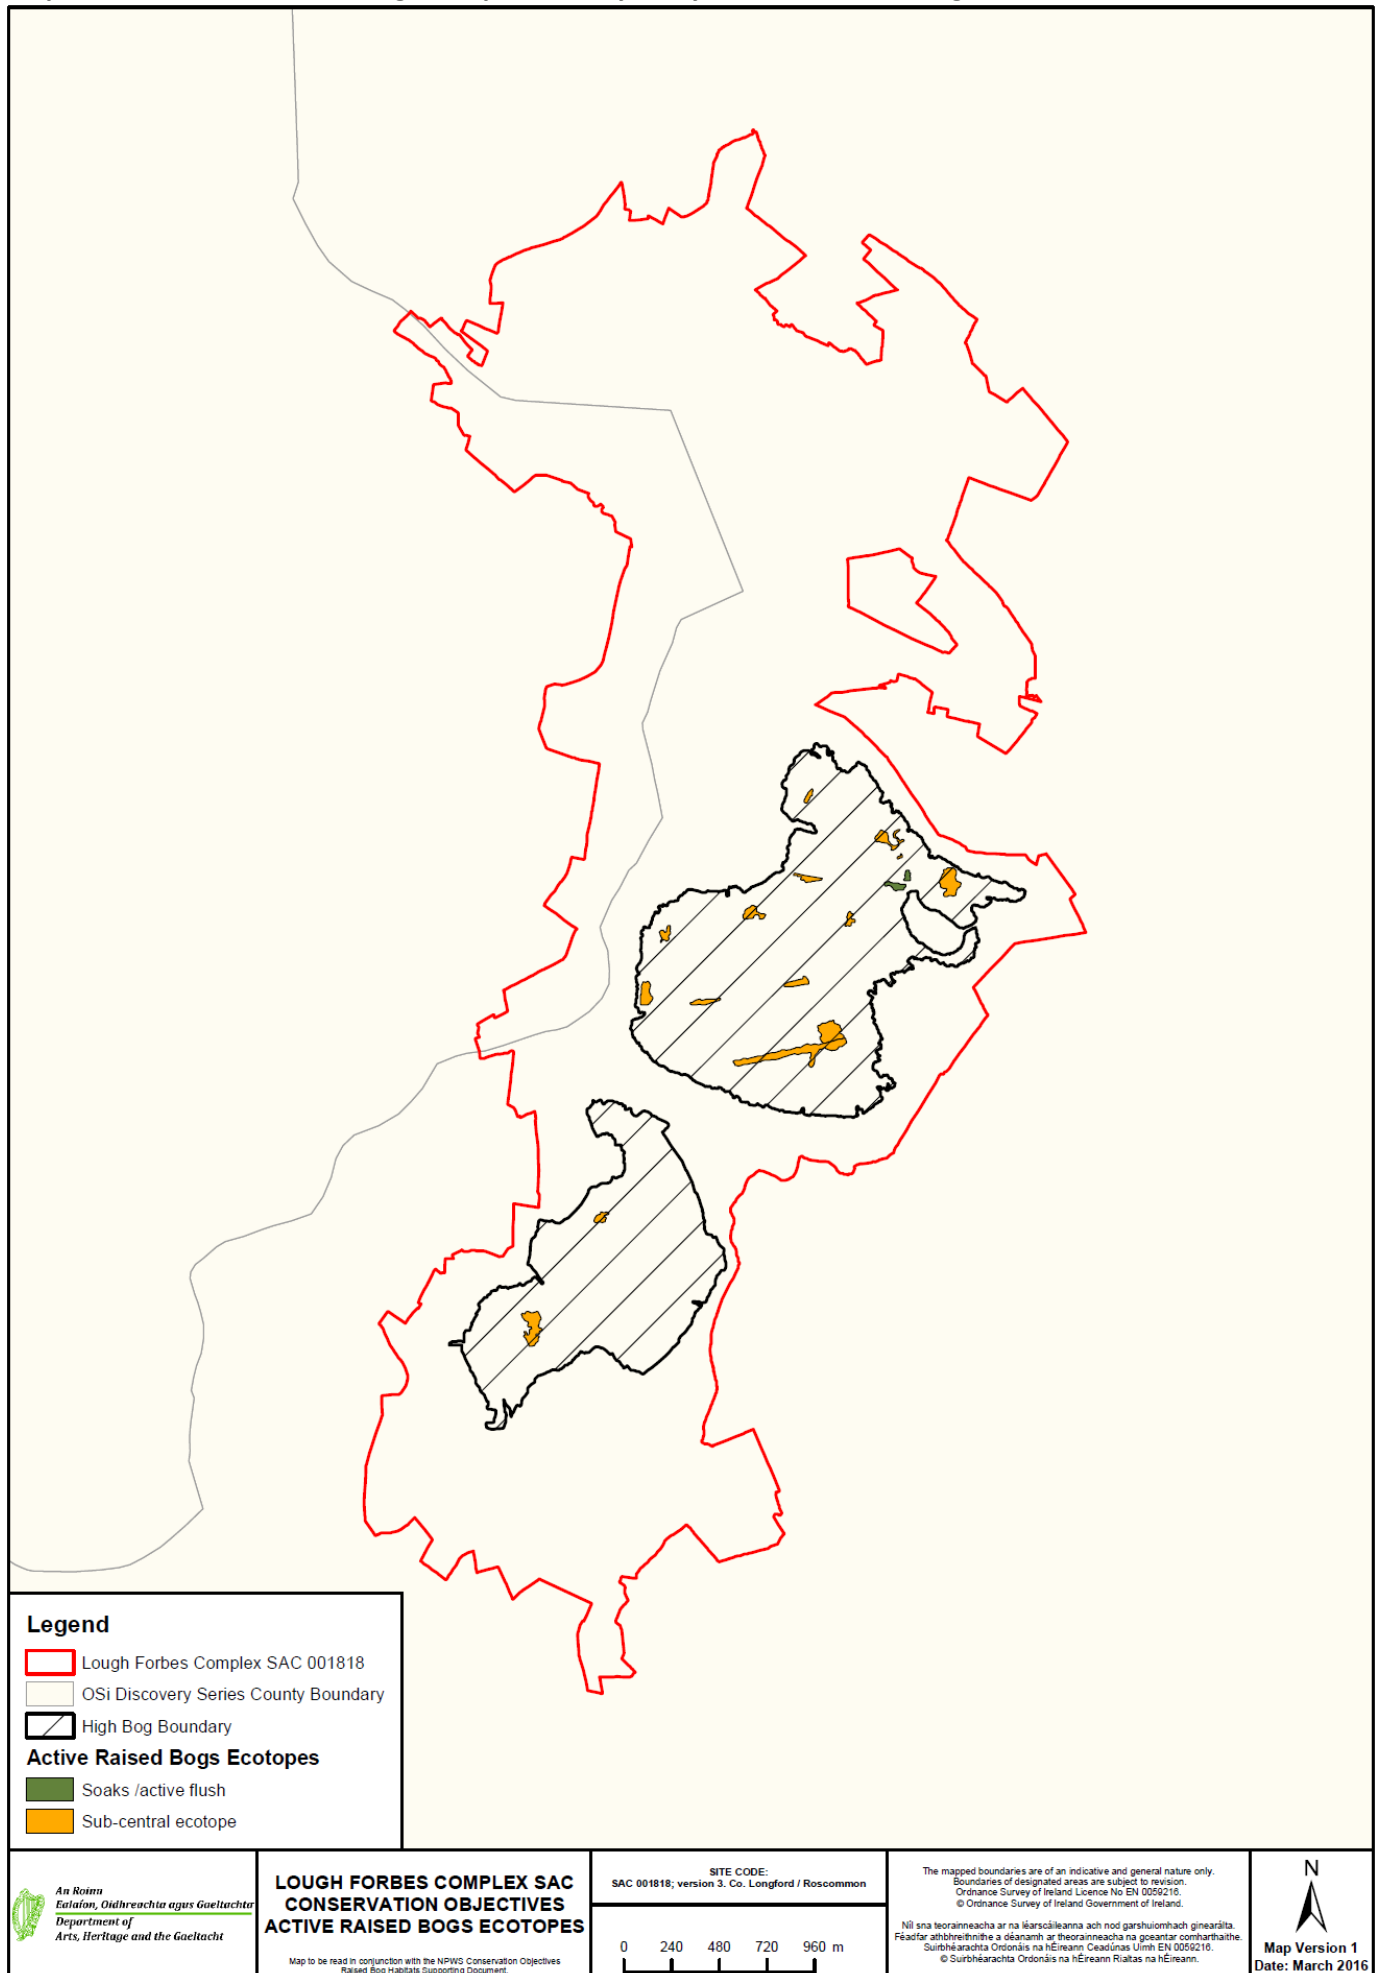 Legend
Lough Forbes Complex SAC 001818
OSi Discovery Series County Boundary
High Bog Boundary
Active Raised Bogs Ecotopes
Soaks /active flush
Sub-central ecotope
An Roinn
Ealaíon, Oidhreachta agus Gaeltachta
Department of
Arts, Heritage and the Gaeltacht
LOUGH FORBES COMPLEX SAC
CONSERVATION OBJECTIVES
ACTIVE RAISED BOGS ECOTOPES
Map to be read in conjunction with the NPWS Conservation Objectives
Raised Bog Habitats Supporting Document.
SITE CODE:
SAC 001818; version 3. Co. Longford / Roscommon
0 240 480 720 960 m
The mapped boundaries are of an indicative and general nature only.
Boundaries of designated areas are subject to revision.
Ordnance Survey of Ireland Licence No EN 0059216.
© Ordnance Survey of Ireland Government of Ireland.
Níl sna teorainneacha ar na léarscáileanna ach nod garshuiomhach ginearálta.
Féadfar athbhreithnithe a déanamh ar theorainneacha na gceantar comharthaithe.
Suirbhéarachta Ordonáis na hÉireann Ceadúnas Uimh EN 0059216.
© Suirbhéarachta Ordonáis na hÉireann Rialtas na hÉireann.
N
Map Version 1
Date: March 2016